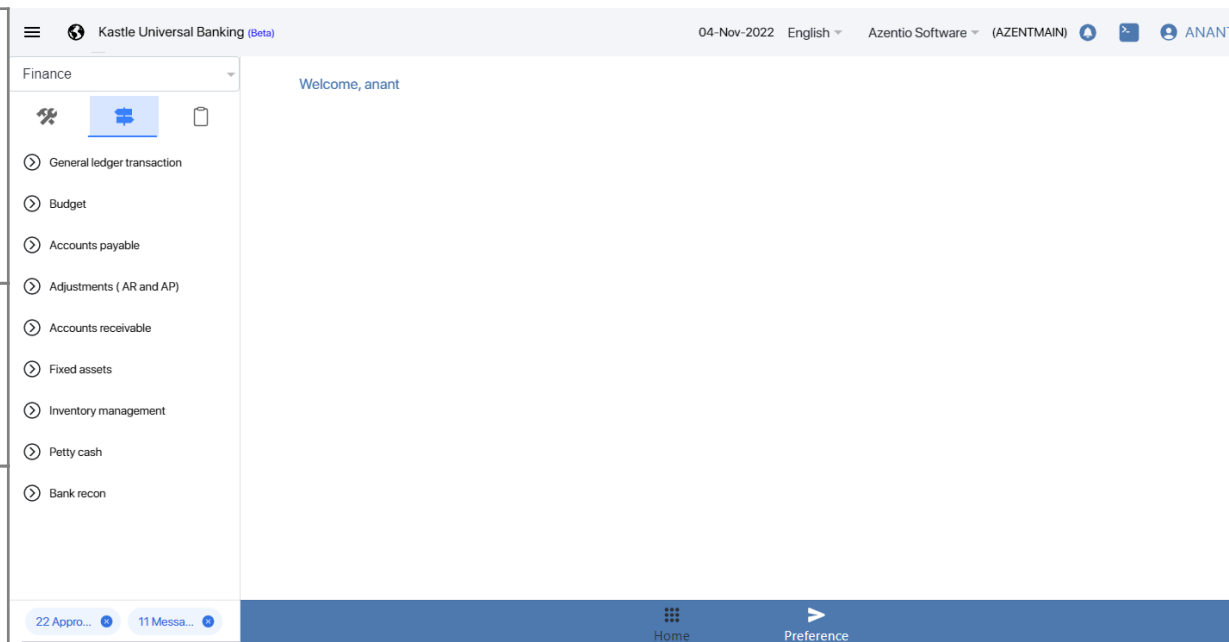 Kastle Universal Banking (Beta)
04-Nov-2022 English Azentio Software (AZENTMAIN) ANANT
Finance
Welcome, anant
General ledger transaction
Budget
Accounts payable
Adjustments ( AR and AP)
Accounts receivable
Fixed assets
Inventory management
Petty cash
Bank recon
22 Appro... 11 Messa...
Home Preference